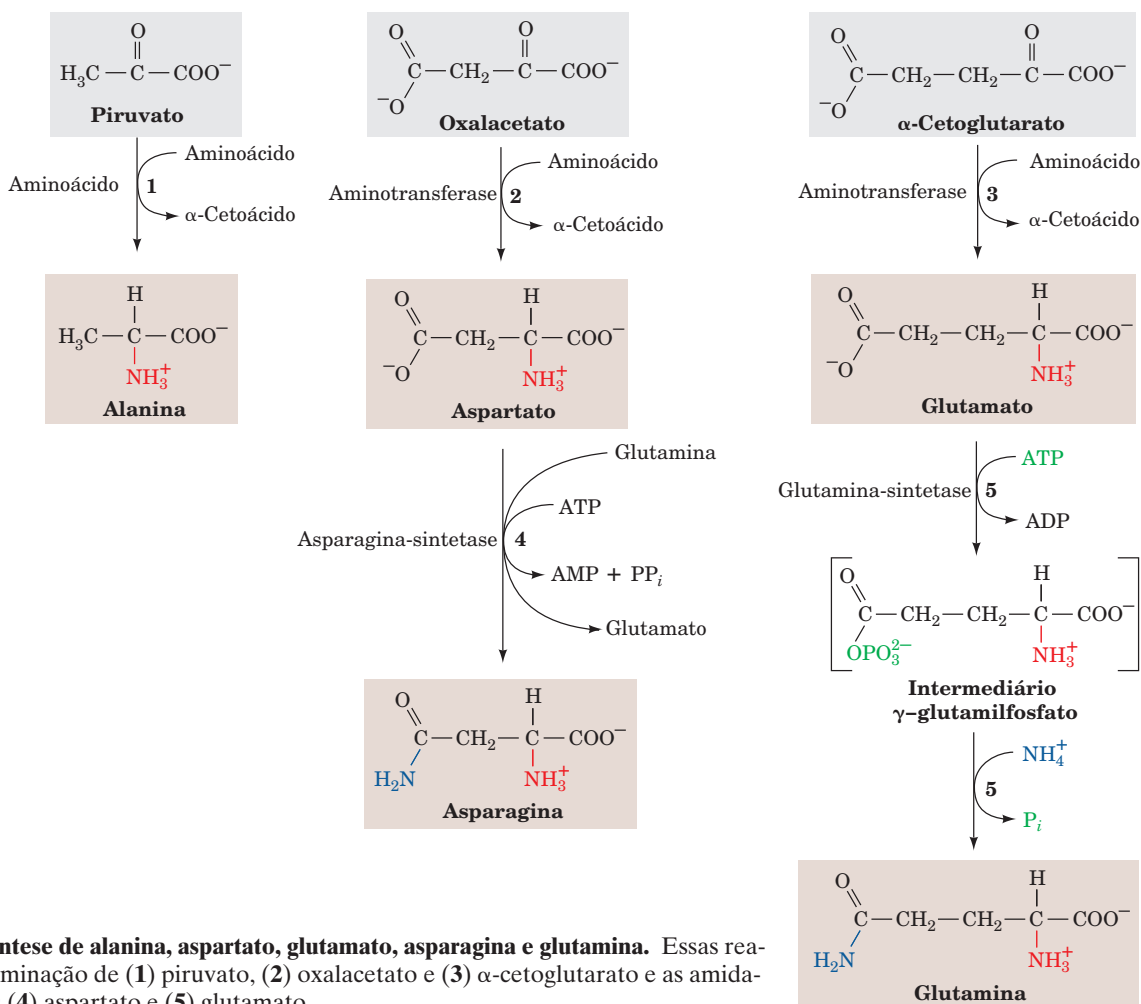 O
H₃C — C — COO⁻
Piruvato
Aminoácido
Aminoácido
1
α-Cetoácido
H
H₃C — C — COO⁻
NH₃⁺
Alanina
O
C — CH₂ — C — COO⁻
O
⁻O
Oxalacetato
Aminoácido
Aminotransferase
2
α-Cetoácido
O
H
C — CH₂ — C — COO⁻
⁻O
NH₃⁺
Aspartato
Glutamina
ATP
Asparagina-sintetase
4
AMP + PPᵢ
Glutamato
O
H
C — CH₂ — C — COO⁻
H₂N
NH₃⁺
Asparagina
O
O
C — CH₂ — CH₂ — C — COO⁻
⁻O
α-Cetoglutarato
Aminoácido
Aminotransferase
3
α-Cetoácido
O
H
C — CH₂ — CH₂ — C — COO⁻
⁻O
NH₃⁺
Glutamato
ATP
Glutamina-sintetase
5
ADP
O
H
C — CH₂ — CH₂ — C — COO⁻
OPO₃²⁻
NH₃⁺
Intermediário
γ–glutamilfosfato
NH₄⁺
5
Pᵢ
O
H
C — CH₂ — CH₂ — C — COO⁻
H₂N
NH₃⁺
Glutamina
ntese de alanina, aspartato, glutamato, asparagina e glutamina. Essas rea-
minação de (1) piruvato, (2) oxalacetato e (3) α-cetoglutarato e as amida-
(4) aspartato e (5) glutamato